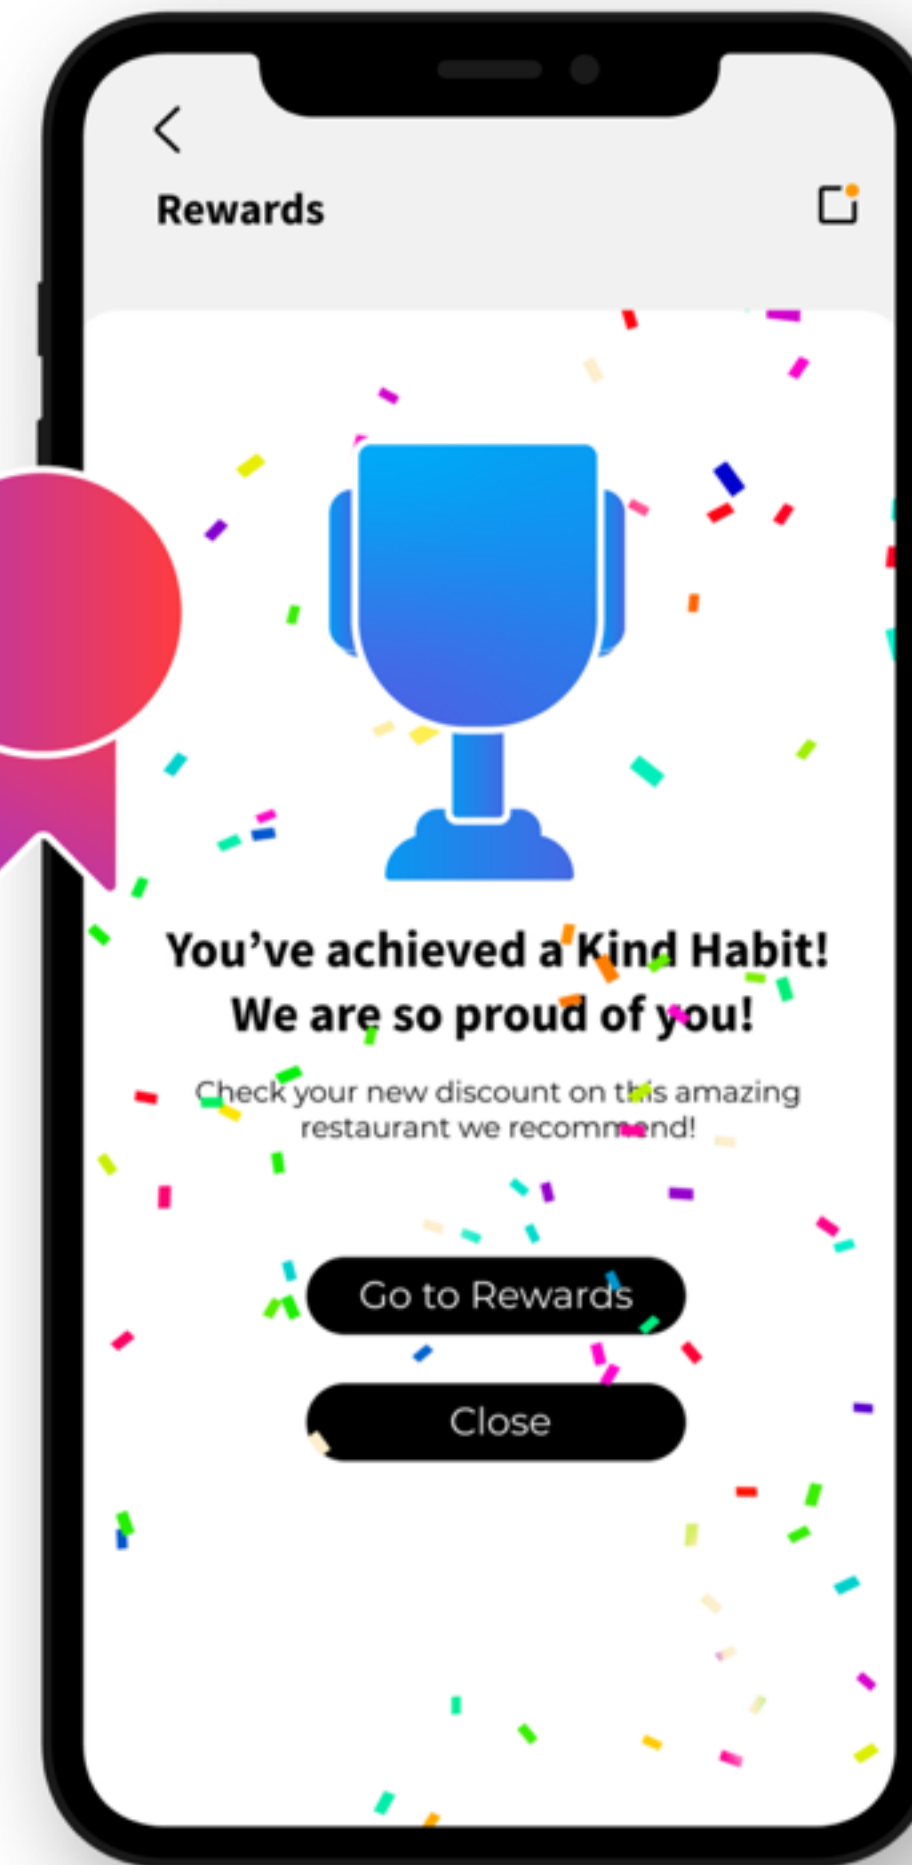 Rewards
You’ve achieved a Kind Habit!
We are so proud of you!
Check your new discount on this amazing
restaurant we recommend!
Go to Rewards
Close